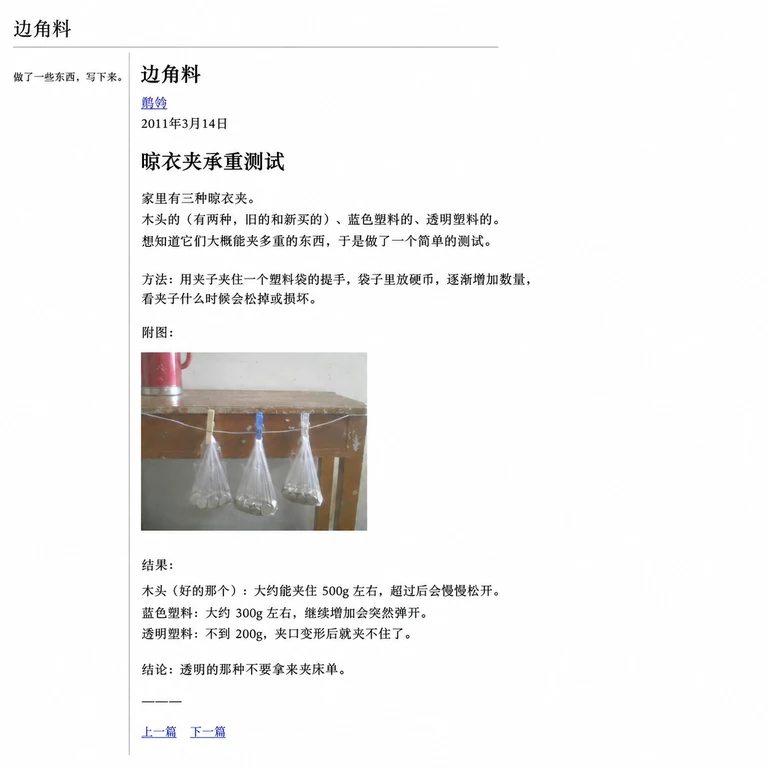 边角料
做了一些东西，写下来。
边角料
鹡鸰
2011年3月14日
晾衣夹承重测试
家里有三种晾衣夹。
木头的（有两种，旧的和新买的）、蓝色塑料的、透明塑料的。
想知道它们大概能夹多重的东西，于是做了一个简单的测试。
方法：用夹子夹住一个塑料袋的提手，袋子里放硬币，逐渐增加数量，
看夹子什么时候会松掉或损坏。
附图：
结果：
木头（好的那个）：大约能夹住 500g 左右，超过后会慢慢松开。
蓝色塑料：大约 300g 左右，继续增加会突然弹开。
透明塑料：不到 200g，夹口变形后就夹不住了。
结论：透明的那种不要拿来夹床单。
———
上一篇 下一篇